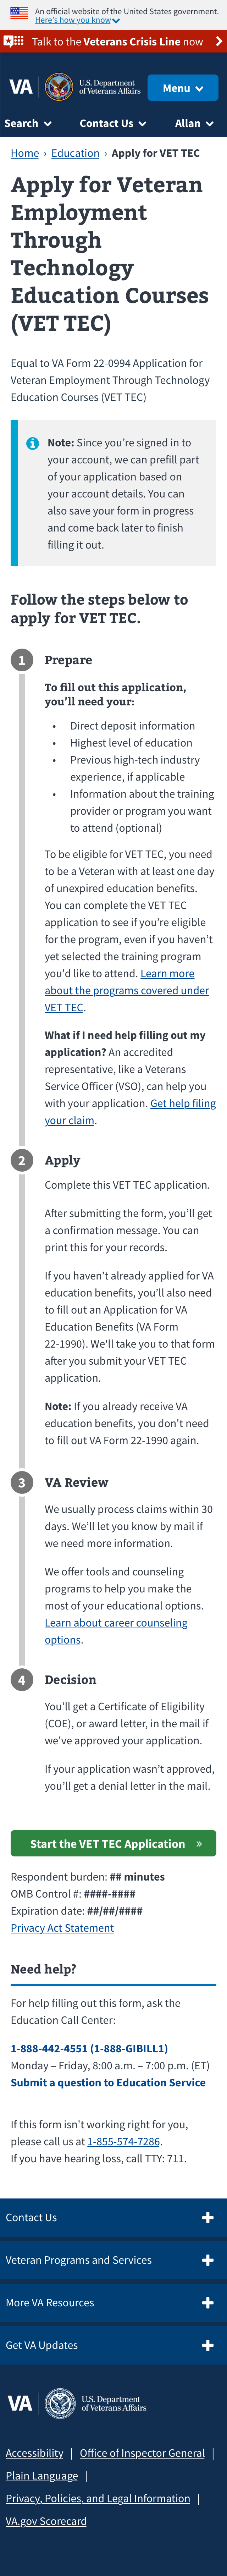 An official website of the United States government.
Here's how you know
Talk to the Veterans Crisis Line now
VA
U.S. Department
of Veterans Affairs
Menu
Search
Contact Us
Allan
Home › Education › Apply for VET TEC
Apply for Veteran
Employment
Through
Technology
Education Courses
(VET TEC)
Equal to VA Form 22-0994 Application for
Veteran Employment Through Technology
Education Courses (VET TEC)
Note: Since you're signed in to
your account, we can prefill part
of your application based on
your account details. You can
also save your form in progress
and come back later to finish
filling it out.
Follow the steps below to
apply for VET TEC.
1 Prepare
To fill out this application,
you'll need your:
• Direct deposit information
• Highest level of education
• Previous high-tech industry
experience, if applicable
• Information about the training
provider or program you want
to attend (optional)
To be eligible for VET TEC, you need
to be a Veteran with at least one day
of unexpired education benefits.
You can complete the VET TEC
application to see if you're eligible
for the program, even if you haven't
yet selected the training program
you'd like to attend. Learn more
about the programs covered under
VET TEC.
What if I need help filling out my
application? An accredited
representative, like a Veterans
Service Officer (VSO), can help you
with your application. Get help filing
your claim.
2 Apply
Complete this VET TEC application.
After submitting the form, you'll get
a confirmation message. You can
print this for your records.
If you haven't already applied for VA
education benefits, you'll also need
to fill out an Application for VA
Education Benefits (VA Form
22-1990). We'll take you to that form
after you submit your VET TEC
application.
Note: If you already receive VA
education benefits, you don't need
to fill out VA Form 22-1990 again.
3 VA Review
We usually process claims within 30
days. We'll let you know by mail if
we need more information.
We offer tools and counseling
programs to help you make the
most of your educational options.
Learn about career counseling
options.
4 Decision
You'll get a Certificate of Eligibility
(COE), or award letter, in the mail if
we've approved your application.
If your application wasn't approved,
you'll get a denial letter in the mail.
Start the VET TEC Application »
Respondent burden: ## minutes
OMB Control #: ####-####
Expiration date: ##/##/####
Privacy Act Statement
Need help?
For help filling out this form, ask the
Education Call Center:
1-888-442-4551 (1-888-GIBILL1)
Monday – Friday, 8:00 a.m. – 7:00 p.m. (ET)
Submit a question to Education Service
If this form isn't working right for you,
please call us at 1-855-574-7286.
If you have hearing loss, call TTY: 711.
Contact Us
Veteran Programs and Services
More VA Resources
Get VA Updates
VA
U.S. Department
of Veterans Affairs
Accessibility | Office of Inspector General |
Plain Language |
Privacy, Policies, and Legal Information |
VA.gov Scorecard